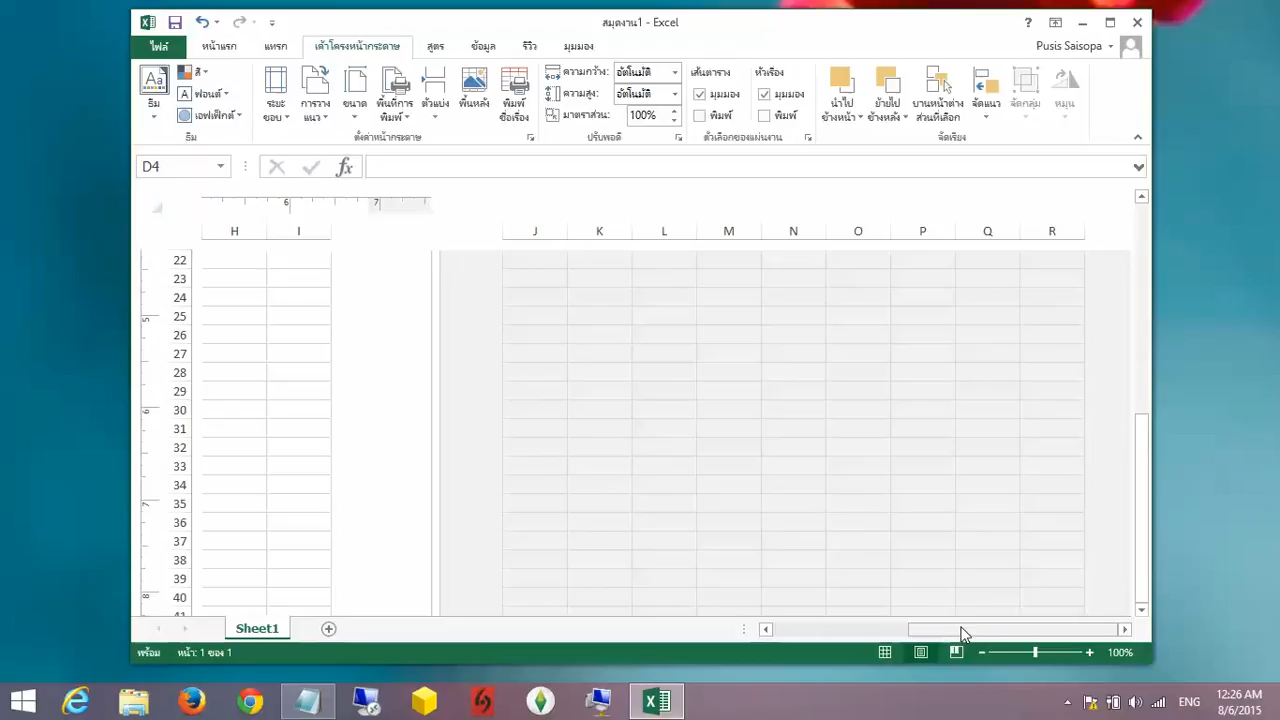 สมุดงาน1 - Excel
?
ไฟล์ หน้าแรก แทรก เค้าโครงหน้ากระดาษ สูตร ข้อมูล รีวิว มุมมอง Pusis Saisopa
Aa สี ความกว้าง: อัตโนมัติ เส้นตาราง หัวเรื่อง
ฟอนต์ ความสูง: อัตโนมัติ มุมมอง มุมมอง
ธีม เอฟเฟ็กต์ ระยะขอบ การวางแนว ขนาด พื้นที่การพิมพ์ ตัวแบ่ง พื้นหลัง พิมพ์ชื่อเรื่อง มาตราส่วน: 100% พิมพ์ พิมพ์ นำไปข้างหน้า ย้ายไปข้างหลัง บานหน้าต่างส่วนที่เลือก จัดแนว จัดกลุ่ม หมุน
ธีม ตั้งค่าหน้ากระดาษ ปรับพอดี ตัวเลือกของแผ่นงาน จัดเรียง
D4 fx
6 7
H I J K L M N O P Q R
22
23
24
25
5
26
27
28
29
30
6
31
32
33
34
35
7
36
37
38
39
40
8
41
Sheet1
พร้อม หน้า: 1 ของ 1 100%
ENG 12:26 AM
8/6/2015